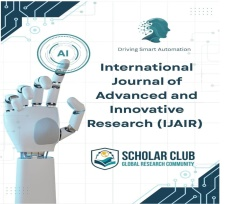 Driving Smart Automation
AI
International
Journal of
Advanced and
Innovative
Research (IJAIR)
SCHOLAR CLUB
GLOBAL RESEARCH COMMUNITY